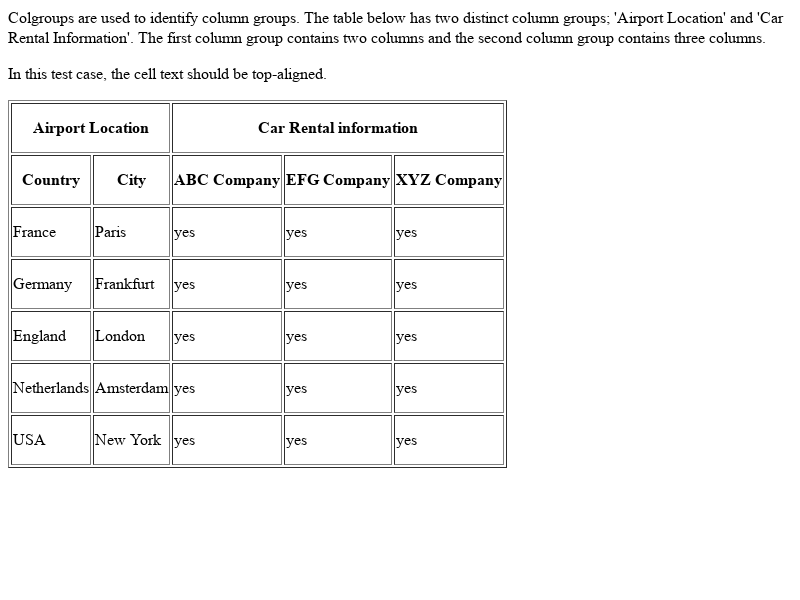 Colgroups are used to identify column groups. The table below has two distinct column groups; 'Airport Location' and 'Car
Rental Information'. The first column group contains two columns and the second column group contains three columns.
In this test case, the cell text should be top-aligned.
Airport Location Car Rental information
Country City ABC Company EFG Company XYZ Company
France Paris yes yes yes
Germany Frankfurt yes yes yes
England London yes yes yes
Netherlands Amsterdam yes yes yes
USA New York yes yes yes